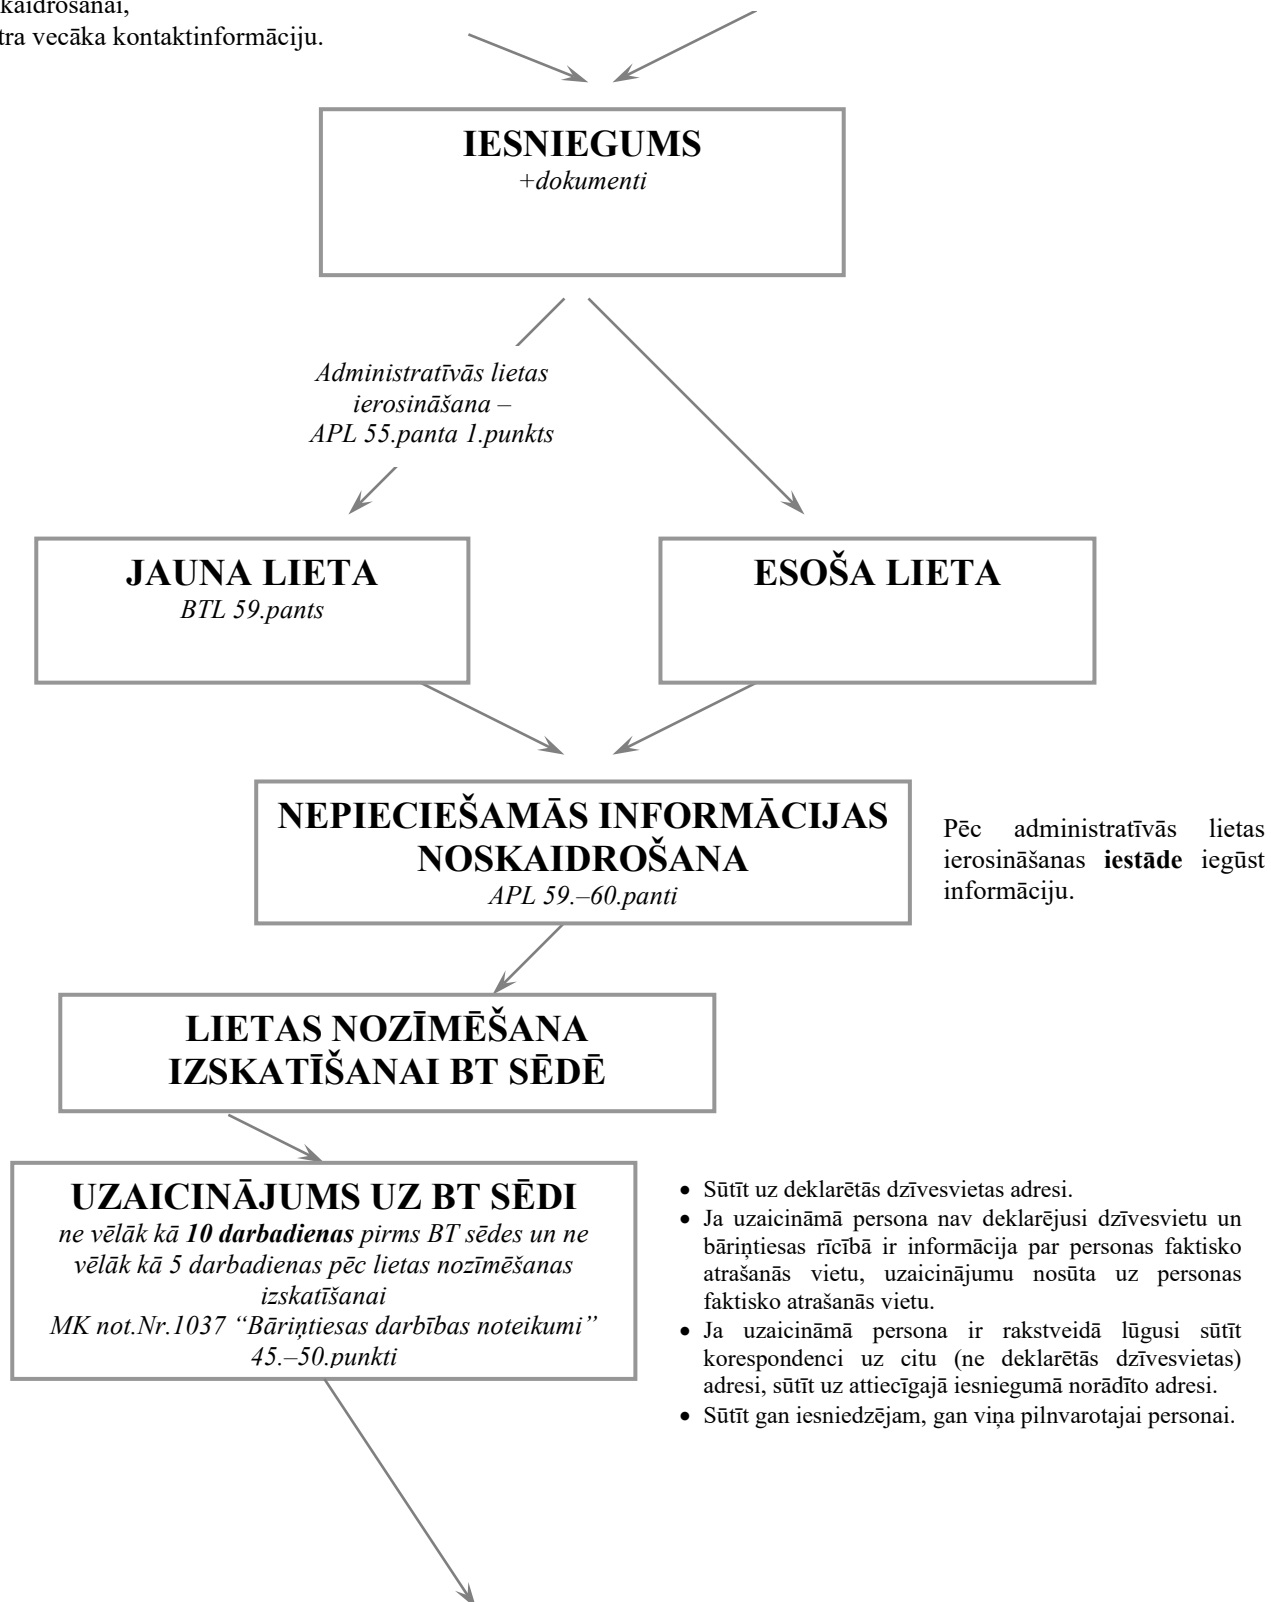 kaidrošanai,
tra vecāka kontaktinformāciju.
IESNIEGUMS
+dokumenti
Administratīvās lietas
ierosināšana –
APL 55.panta 1.punkts
JAUNA LIETA
BTL 59.pants
ESOŠA LIETA
NEPIECIEŠAMĀS INFORMĀCIJAS
NOSKAIDROŠANA
APL 59.–60.panti
Pēc administratīvās lietas
ierosināšanas iestāde iegūst
informāciju.
LIETAS NOZĪMĒŠANA
IZSKATĪŠANAI BT SĒDĒ
UZAICINĀJUMS UZ BT SĒDI
ne vēlāk kā 10 darbadienas pirms BT sēdes un ne
vēlāk kā 5 darbadienas pēc lietas nozīmēšanas
izskatīšanai
MK not.Nr.1037 “Bāriņtiesas darbības noteikumi”
45.–50.punkti
• Sūtīt uz deklarētās dzīvesvietas adresi.
• Ja uzaicināmā persona nav deklarējusi dzīvesvietu un
bāriņtiesas rīcībā ir informācija par personas faktisko
atrašanās vietu, uzaicinājumu nosūta uz personas
faktisko atrašanās vietu.
• Ja uzaicināmā persona ir rakstveidā lūgusi sūtīt
korespondenci uz citu (ne deklarētās dzīvesvietas)
adresi, sūtīt uz attiecīgajā iesniegumā norādīto adresi.
• Sūtīt gan iesniedzējam, gan viņa pilnvarotajai personai.